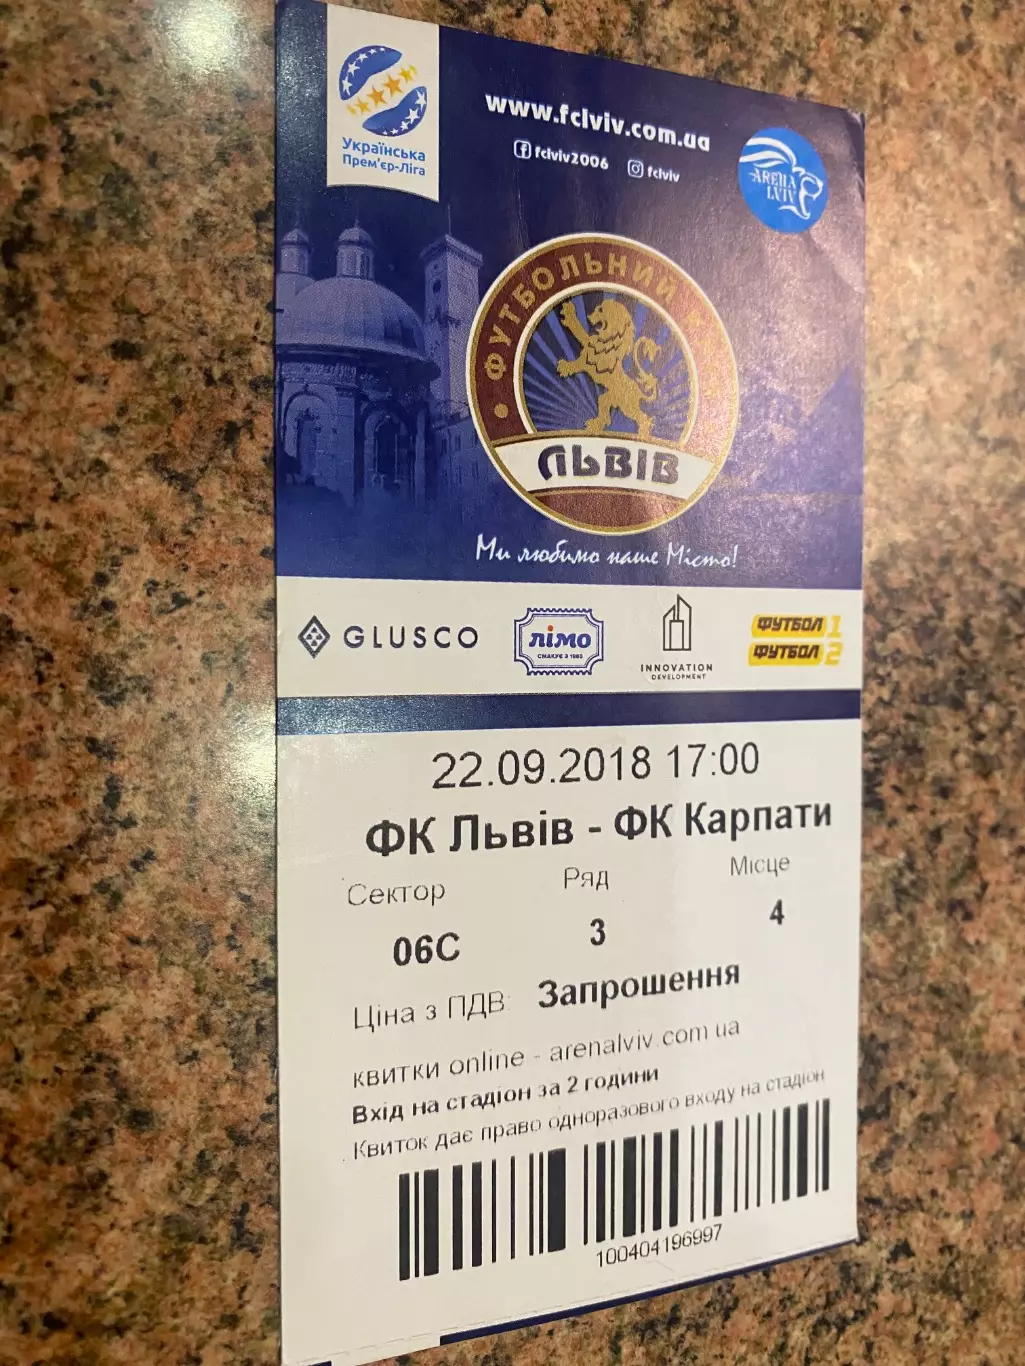 Українська
Прем'єр-Ліга
www.fclviv.com.ua
fclviv2006 fclviv
ARENA
LVIV
ФУТБОЛЬНИЙ
ЛЬВІВ
Ми любимо наше Місто!
GLUSCO
лімо
СМАКУЄ З 1983
INNOVATION
DEVELOPMENT
ФУТБОЛ 1
ФУТБОЛ 2
22.09.2018 17:00
ФК Львів - ФК Карпати
Сектор Ряд Місце
06С 3 4
Ціна з ПДВ: Запрошення
квитки online - arenalviv.com.ua
Вхід на стадіон за 2 години
Квиток дає право одноразового входу на стадіон
100404196997